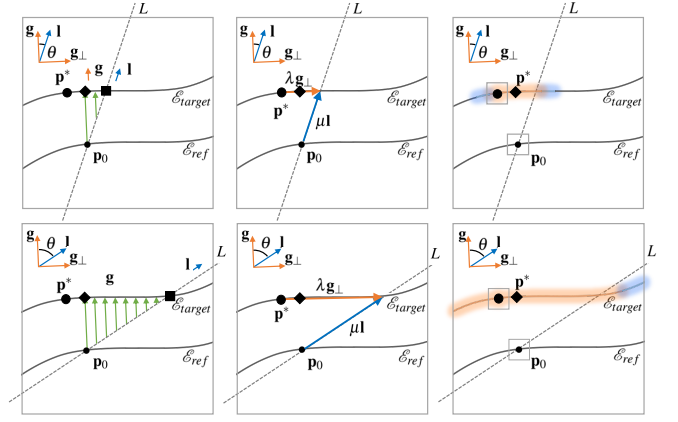 L
g
l
θ
g⊥
g
l
p*
ℰtarget
p0
ℰref
L
g
l
θ
g⊥
λg⊥
p*
ℰtarget
μl
p0
ℰref
L
g
l
θ
g⊥
p*
ℰtarget
p0
ℰref
L
g
θ
l
g⊥
l
p*
g
ℰtarget
p0
ℰref
L
g
θ
l
g⊥
λg⊥
p*
ℰtarget
μl
p0
ℰref
L
g
θ
l
g⊥
p*
ℰtarget
p0
ℰref